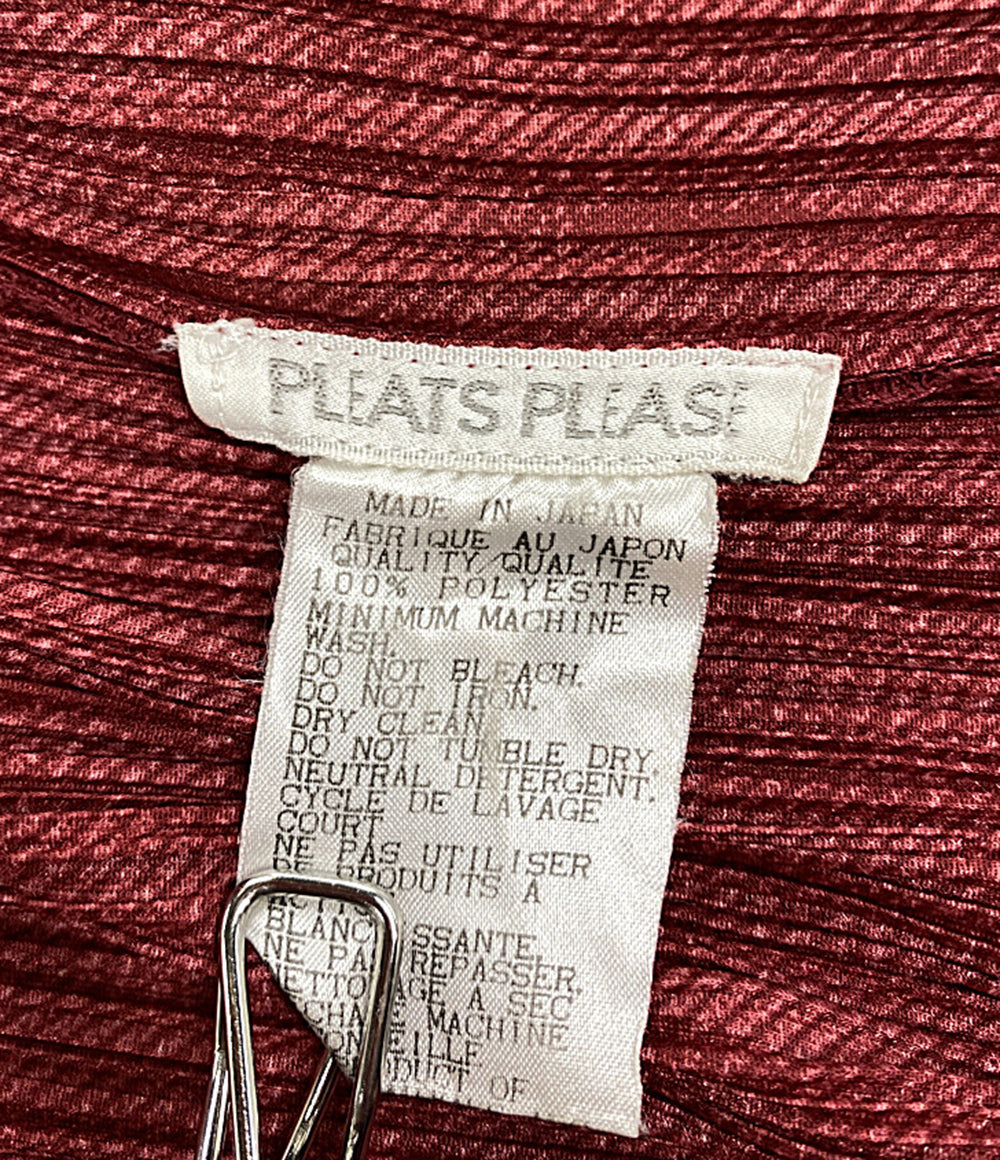 PLEATS PLEASE
MADE IN JAPAN
FABRIQUE AU JAPON
QUALITY/QUALITE
100% POLYESTER
MINIMUM MACHINE
WASH.
DO NOT BLEACH.
DO NOT IRON.
DRY CLEAN
DO NOT TUMBLE DRY
NEUTRAL DETERGENT.
CYCLE DE LAVAGE
COURT
NE PAS UTILISER
DE PRODUITS A
NE PAS REPASSER,
A SEC
MACHINE
PRODUCT OF